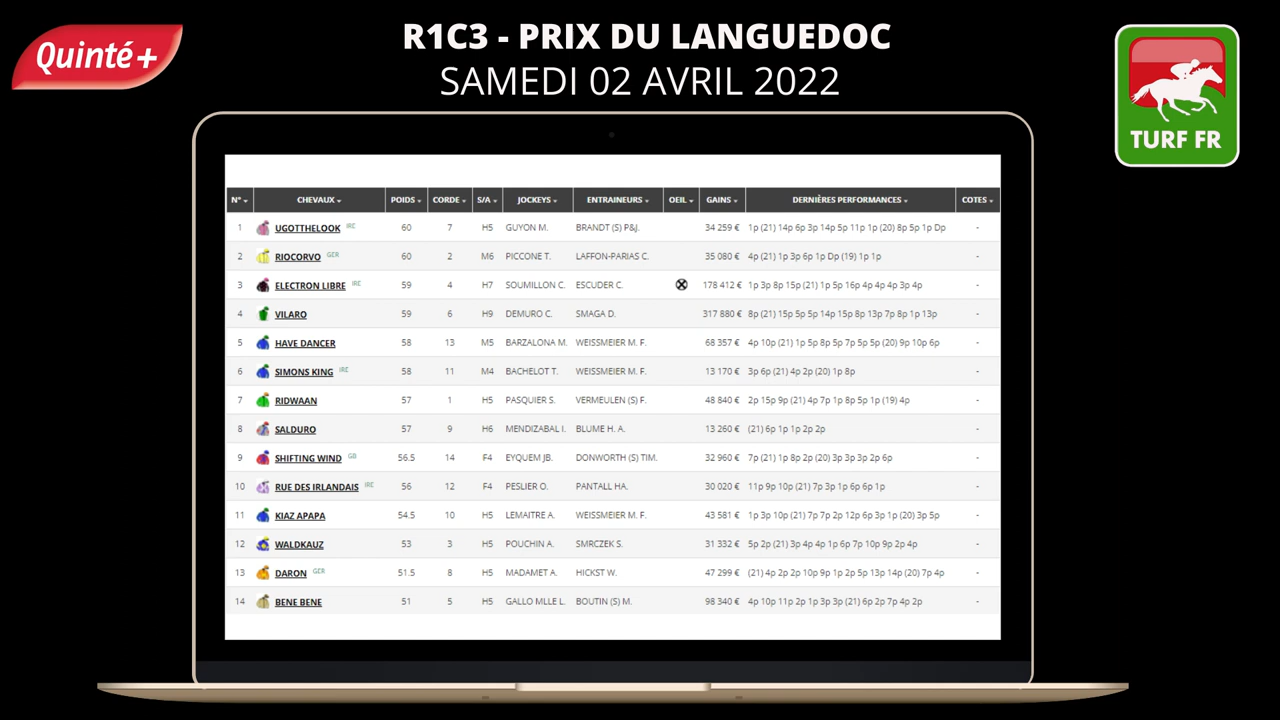 Quinté+
R1C3 - PRIX DU LANGUEDOC
SAMEDI 02 AVRIL 2022
TURF FR
N° CHEVAUX POIDS CORDE S/A JOCKEYS ENTRAINEURS OEIL GAINS DERNIÈRES PERFORMANCES COTES
1 UGOTTHELOOK IRE 60 7 H5 GUYON M. BRANDT (S) P&J. 34 259 € 1p (21) 14p 6p 3p 14p 5p 11p 1p (20) 8p 5p 1p Dp -
2 RIOCORVO GER 60 2 M6 PICCONE T. LAFFON-PARIAS C. 35 080 € 4p (21) 1p 3p 6p 1p Dp (19) 1p 1p -
3 ELECTRON LIBRE IRE 59 4 H7 SOUMILLON C. ESCUDER C. 178 412 € 1p 3p 8p 15p (21) 1p 5p 16p 4p 4p 4p 3p 4p -
4 VILARO 59 6 H9 DEMURO C. SMAGA D. 317 880 € 8p (21) 15p 5p 5p 14p 15p 8p 13p 7p 8p 1p 13p -
5 HAVE DANCER 58 13 M5 BARZALONA M. WEISSMEIER M. F. 68 357 € 4p 10p (21) 1p 5p 8p 5p 7p 5p 5p (20) 9p 10p 6p -
6 SIMONS KING IRE 58 11 M4 BACHELOT T. WEISSMEIER M. F. 13 170 € 3p 6p (21) 4p 2p (20) 1p 8p -
7 RIDWAAN 57 1 H5 PASQUIER S. VERMEULEN (S) F. 48 840 € 2p 15p 9p (21) 4p 7p 1p 8p 5p 1p (19) 4p -
8 SALDURO 57 9 H6 MENDIZABAL I. BLUME H. A. 13 260 € (21) 6p 1p 1p 2p 2p -
9 SHIFTING WIND GB 56.5 14 F4 EYQUEM JB. DONWORTH (S) TIM. 32 960 € 7p (21) 1p 8p 2p (20) 3p 3p 3p 2p 6p -
10 RUE DES IRLANDAIS IRE 56 12 F4 PESLIER O. PANTALL HA. 30 020 € 11p 9p 10p (21) 7p 3p 1p 6p 6p 1p -
11 KIAZ APAPA 54.5 10 H5 LEMAITRE A. WEISSMEIER M. F. 43 581 € 1p 3p 10p (21) 7p 7p 2p 12p 6p 3p 1p (20) 3p 5p -
12 WALDKAUZ 53 3 H5 POUCHIN A. SMRCZEK S. 31 332 € 5p 2p (21) 3p 4p 4p 1p 6p 7p 10p 9p 2p 4p -
13 DARON GER 51.5 8 H5 MADAMET A. HICKST W. 47 299 € (21) 4p 2p 2p 10p 9p 1p 2p 5p 13p 14p (20) 7p 4p -
14 BENE BENE 51 5 H5 GALLO MLLE L. BOUTIN (S) M. 98 340 € 4p 10p 11p 2p 1p 3p 3p (21) 6p 2p 7p 4p 2p -